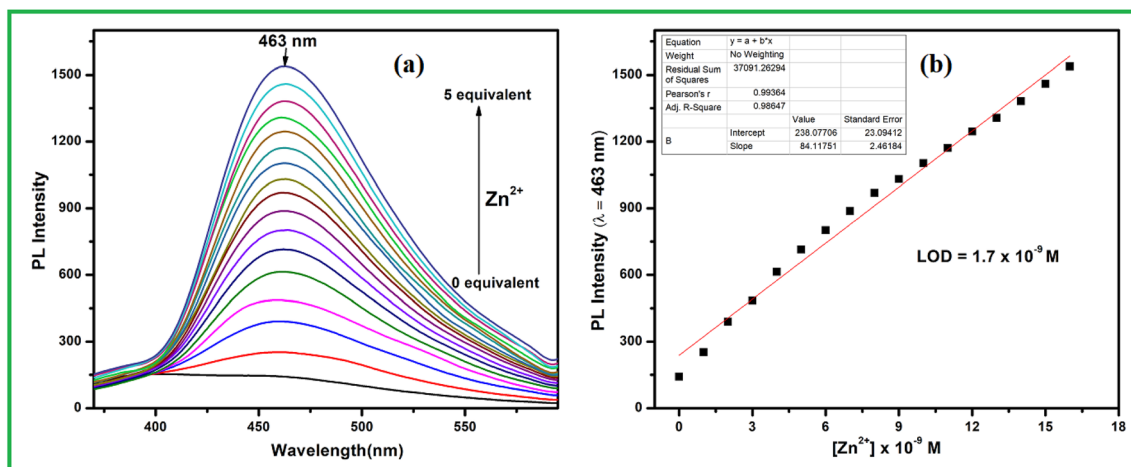 463 nm
(a)
5 equivalent
Zn²⁺
0 equivalent
PL Intensity
1500
1200
900
600
300
0
400 450 500 550
Wavelength(nm)
Equation y = a + b*x
Weight No Weighting
Residual Sum
of Squares 37091.26294
Pearson's r 0.99364
Adj. R-Square 0.98647
Value Standard Error
B Intercept 238.07706 23.09412
Slope 84.11751 2.46184
(b)
LOD = 1.7 x 10⁻⁹ M
PL Intensity (λ = 463 nm)
1500
1200
900
600
300
0
0 3 6 9 12 15 18
[Zn²⁺] x 10⁻⁹ M